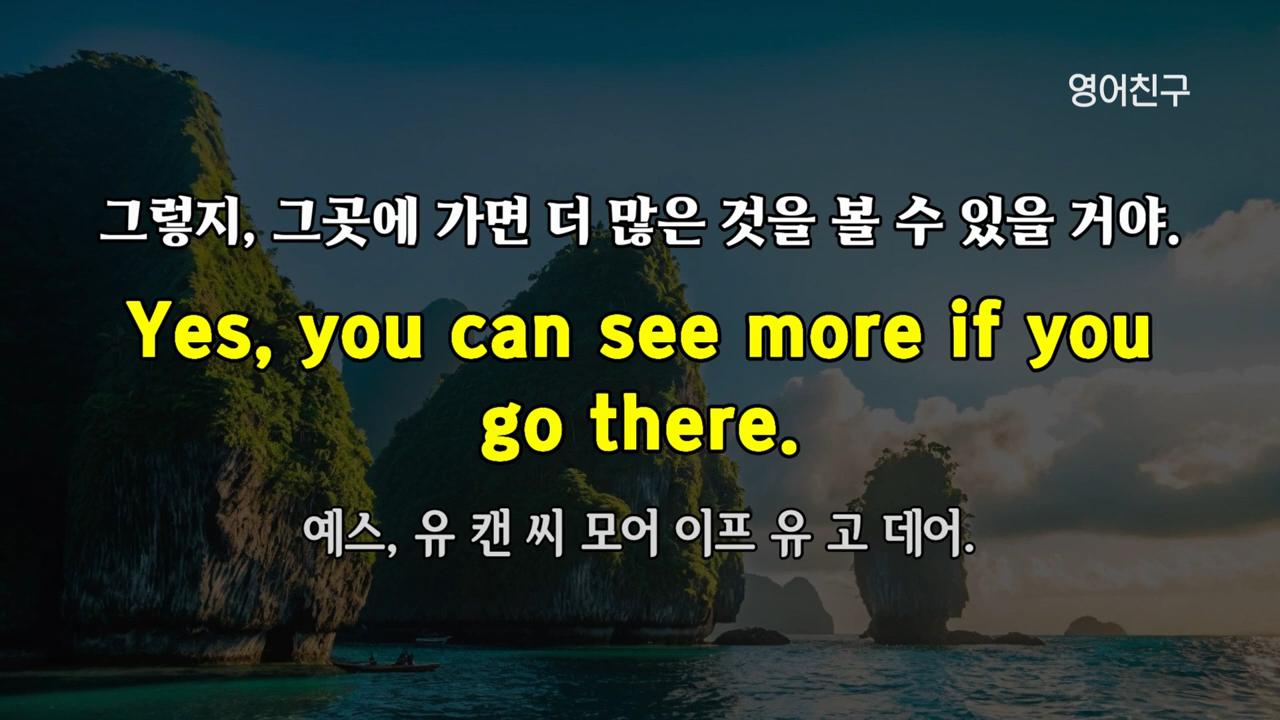 영어친구
그렇지, 그곳에 가면 더 많은 것을 볼 수 있을 거야.
Yes, you can see more if you
go there.
예스, 유 캔 씨 모어 이프 유 고 데어.